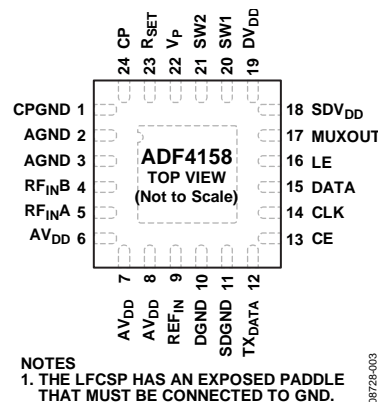 24 CP
23 RSET
22 VP
21 SW2
20 SW1
19 DVDD
CPGND 1
AGND 2
AGND 3
RFINB 4
RFINA 5
AVDD 6
ADF4158
TOP VIEW
(Not to Scale)
18 SDVDD
17 MUXOUT
16 LE
15 DATA
14 CLK
13 CE
AVDD 7
AVDD 8
REFIN 9
DGND 10
SDGND 11
TXDATA 12
NOTES
1. THE LFCSP HAS AN EXPOSED PADDLE
THAT MUST BE CONNECTED TO GND.
08728-003